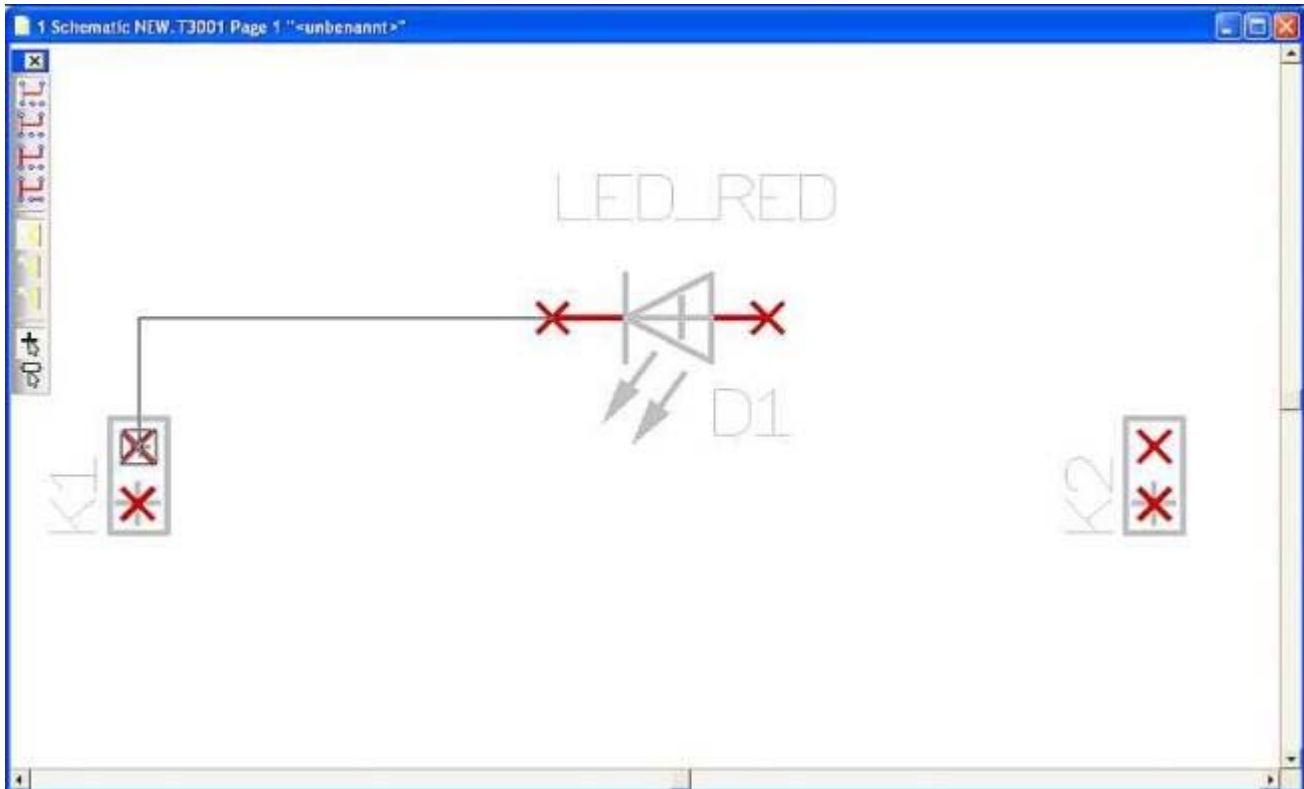 1 Schematic NEW.T3001 Page 1 "<unbenannt>"
LED_RED
D1
K1
K2